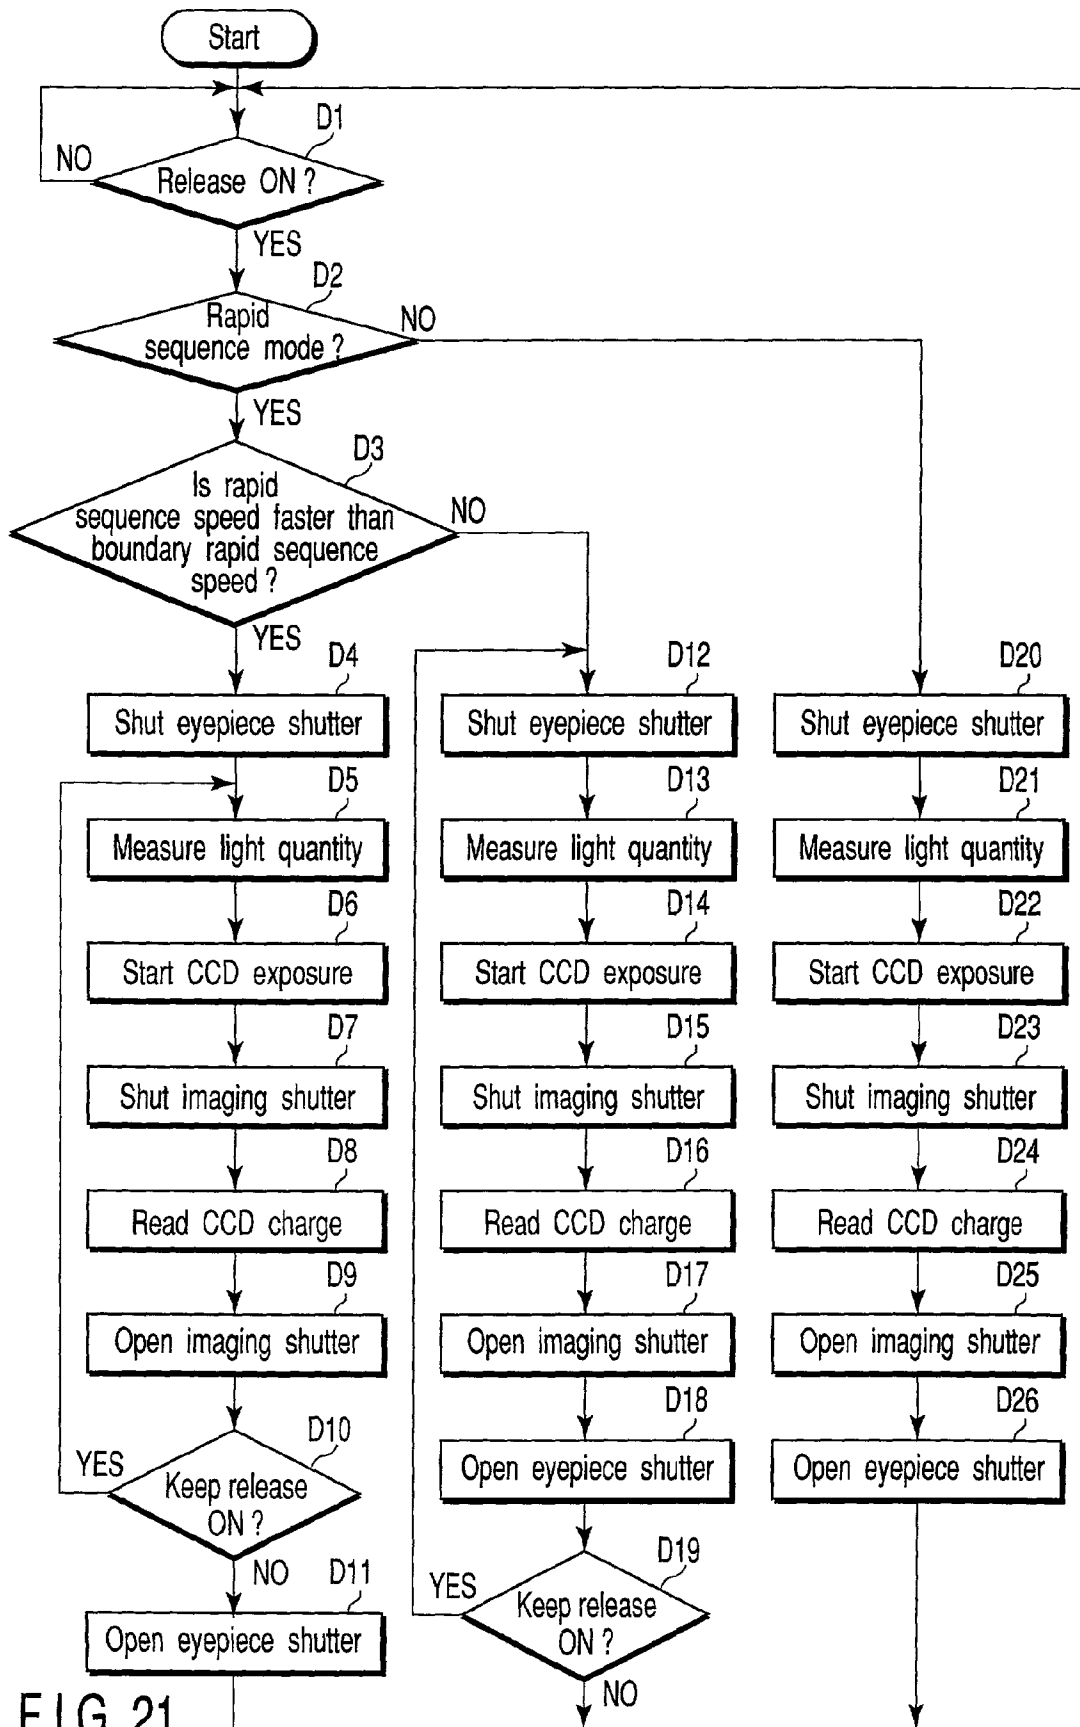 Start
D1
NO
Release ON ?
YES
D2
Rapid
sequence mode ?
NO
YES
D3
Is rapid
sequence speed faster than
boundary rapid sequence
speed ?
NO
YES
D4
Shut eyepiece shutter
D5
Measure light quantity
D6
Start CCD exposure
D7
Shut imaging shutter
D8
Read CCD charge
D9
Open imaging shutter
D10
YES
Keep release
ON ?
NO
D11
Open eyepiece shutter
D12
Shut eyepiece shutter
D13
Measure light quantity
D14
Start CCD exposure
D15
Shut imaging shutter
D16
Read CCD charge
D17
Open imaging shutter
D18
Open eyepiece shutter
D19
YES
Keep release
ON ?
NO
D20
Shut eyepiece shutter
D21
Measure light quantity
D22
Start CCD exposure
D23
Shut imaging shutter
D24
Read CCD charge
D25
Open imaging shutter
D26
Open eyepiece shutter
FIG. 21